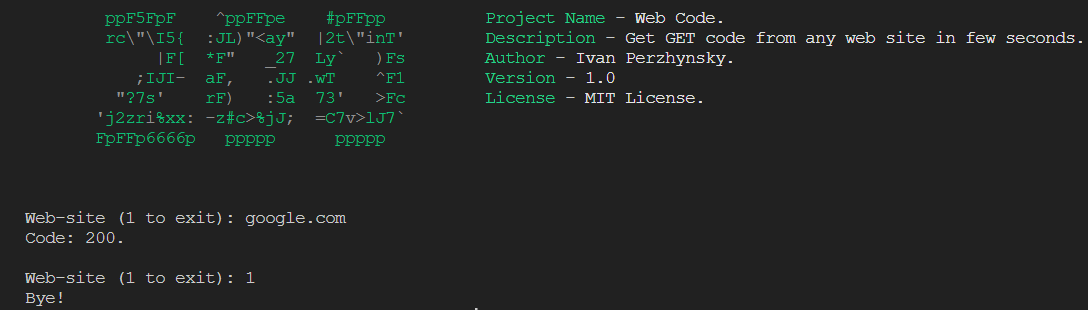 ppF5FpF    ^ppFFpe    #pFFpp          Project Name - Web Code.
rc\"\I5{  :JL)"<ay"  |2t\"inT'        Description - Get GET code from any web site in few seconds.
|F[  *F"   _27  Ly`   )Fs        Author - Ivan Perzhynsky.
;IJI-  aF,   .JJ .wT    ^F1        Version - 1.0
"?7s'    rF)   :5a  73'   >Fc        License - MIT License.
'j2zri%xx: -z#c>%jJ;  =C7v>lJ7`
FpFFp6666p   ppppp      ppppp
Web-site (1 to exit): google.com
Code: 200.
Web-site (1 to exit): 1
Bye!